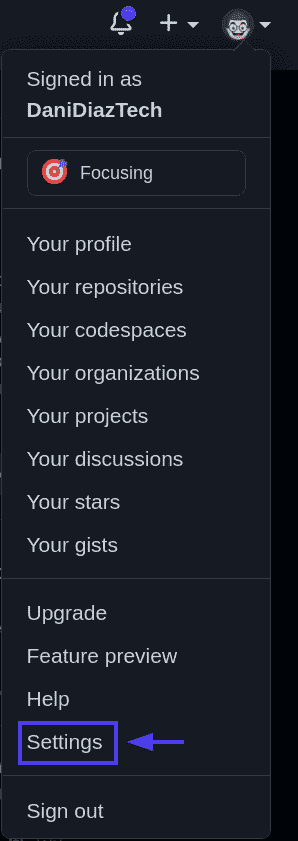 Signed in as
DaniDiazTech
Focusing
Your profile
Your repositories
Your codespaces
Your organizations
Your projects
Your discussions
Your stars
Your gists
Upgrade
Feature preview
Help
Settings
Sign out